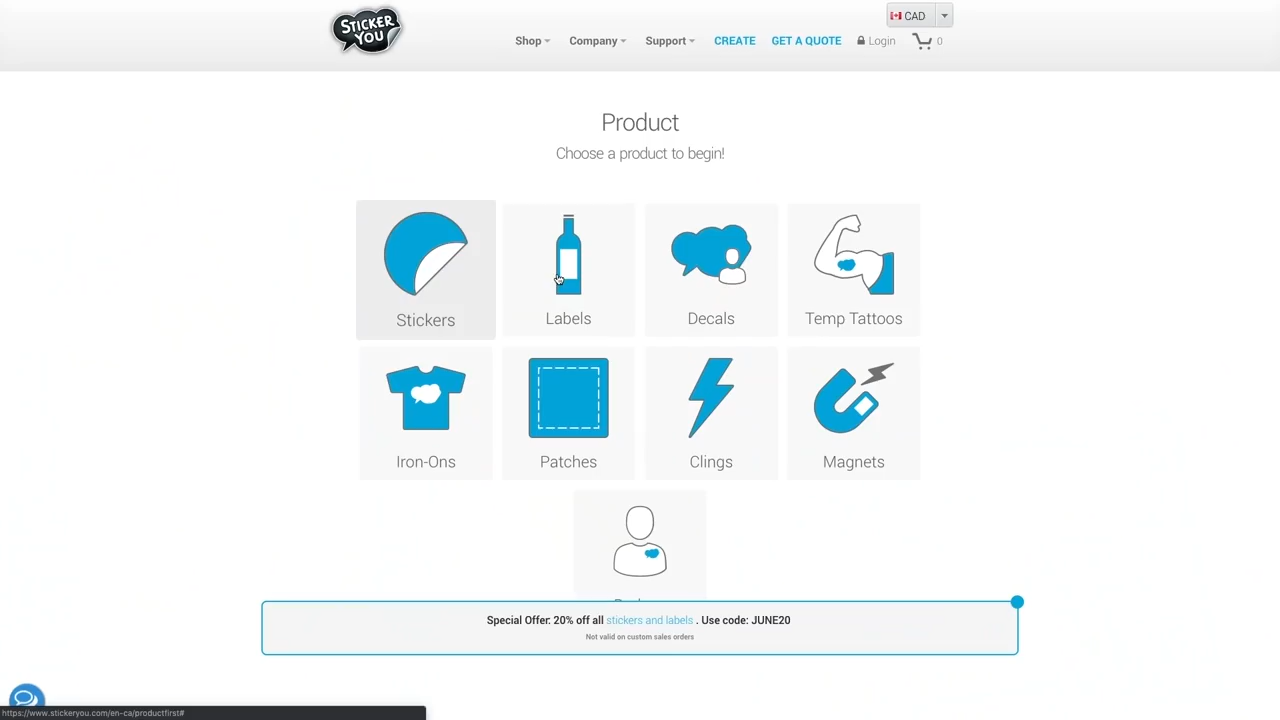 STICKER YOU
CAD
Shop Company Support CREATE GET A QUOTE Login 0
Product
Choose a product to begin!
Stickers Labels Decals Temp Tattoos
Iron-Ons Patches Clings Magnets
Special Offer: 20% off all stickers and labels . Use code: JUNE20
Not valid on custom sales orders
https://www.stickeryou.com/en-ca/productfirst#